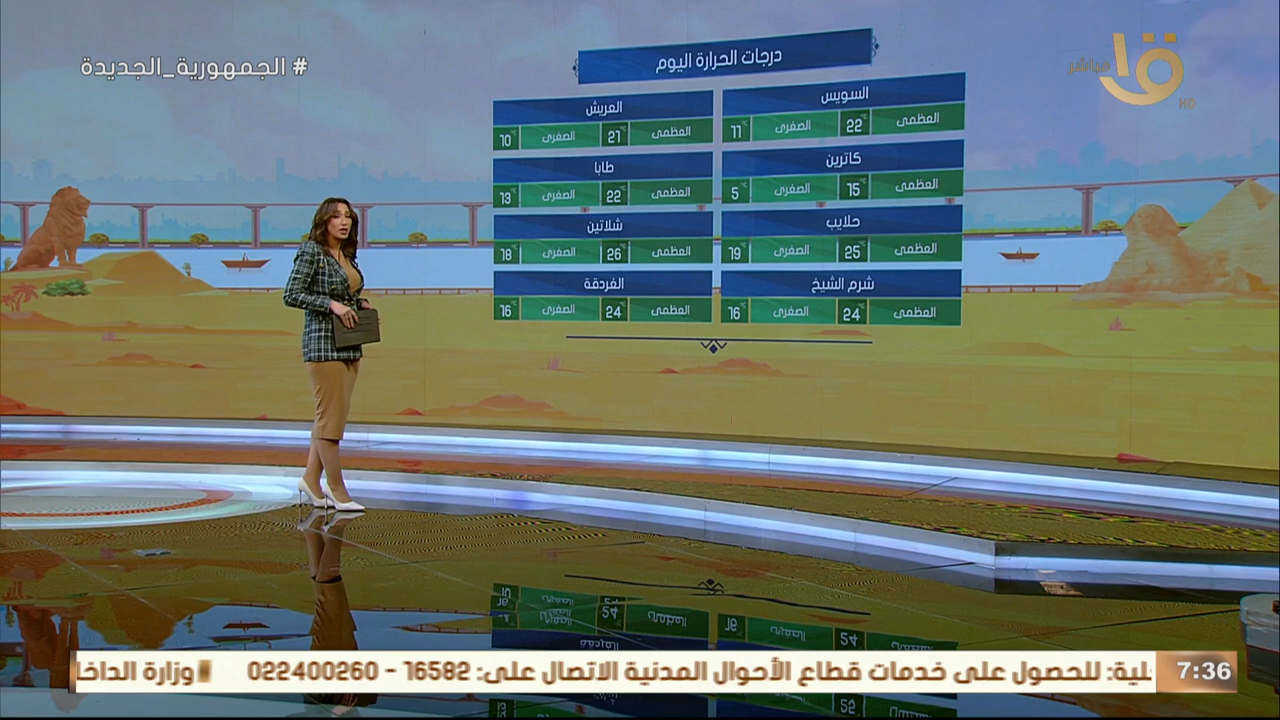 #الجمهورية_الجديدة
مباشر
HD
درجات الحرارة اليوم
السويس
العظمى 22 الصغرى 11
العريش
العظمى 21 الصغرى 10
كاترين
العظمى 15 الصغرى 5
طابا
العظمى 22 الصغرى 13
حلايب
العظمى 25 الصغرى 19
شلاتين
العظمى 26 الصغرى 18
شرم الشيخ
العظمى 24 الصغرى 16
الغردقة
العظمى 24 الصغرى 16
7:36 لية: للحصول على خدمات قطاع الأحوال المدنية الاتصال على: 16582 - 022400260 وزارة الداخا